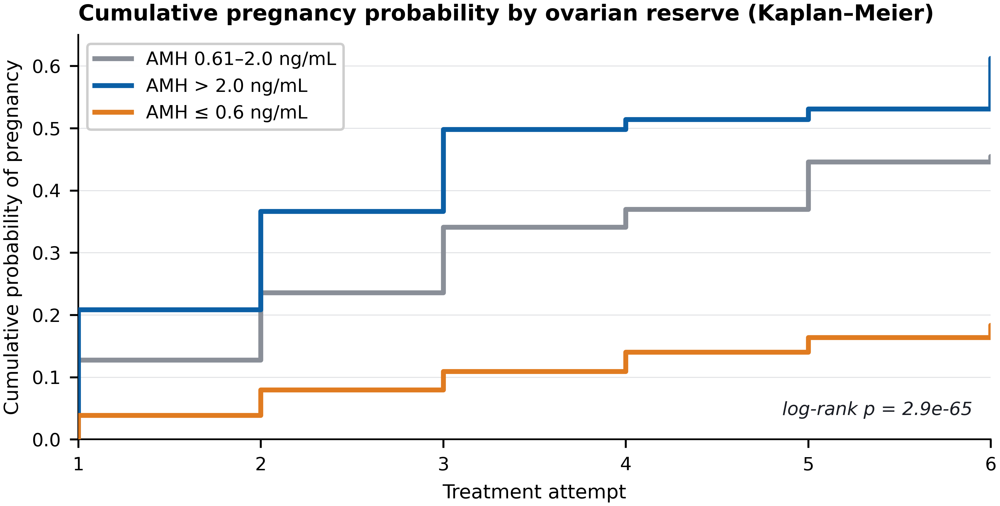 Cumulative pregnancy probability by ovarian reserve (Kaplan–Meier)
AMH 0.61–2.0 ng/mL
AMH > 2.0 ng/mL
AMH ≤ 0.6 ng/mL
Cumulative probability of pregnancy
0.6
0.5
0.4
0.3
0.2
0.1
0.0
log-rank p = 2.9e-65
1 2 3 4 5 6
Treatment attempt